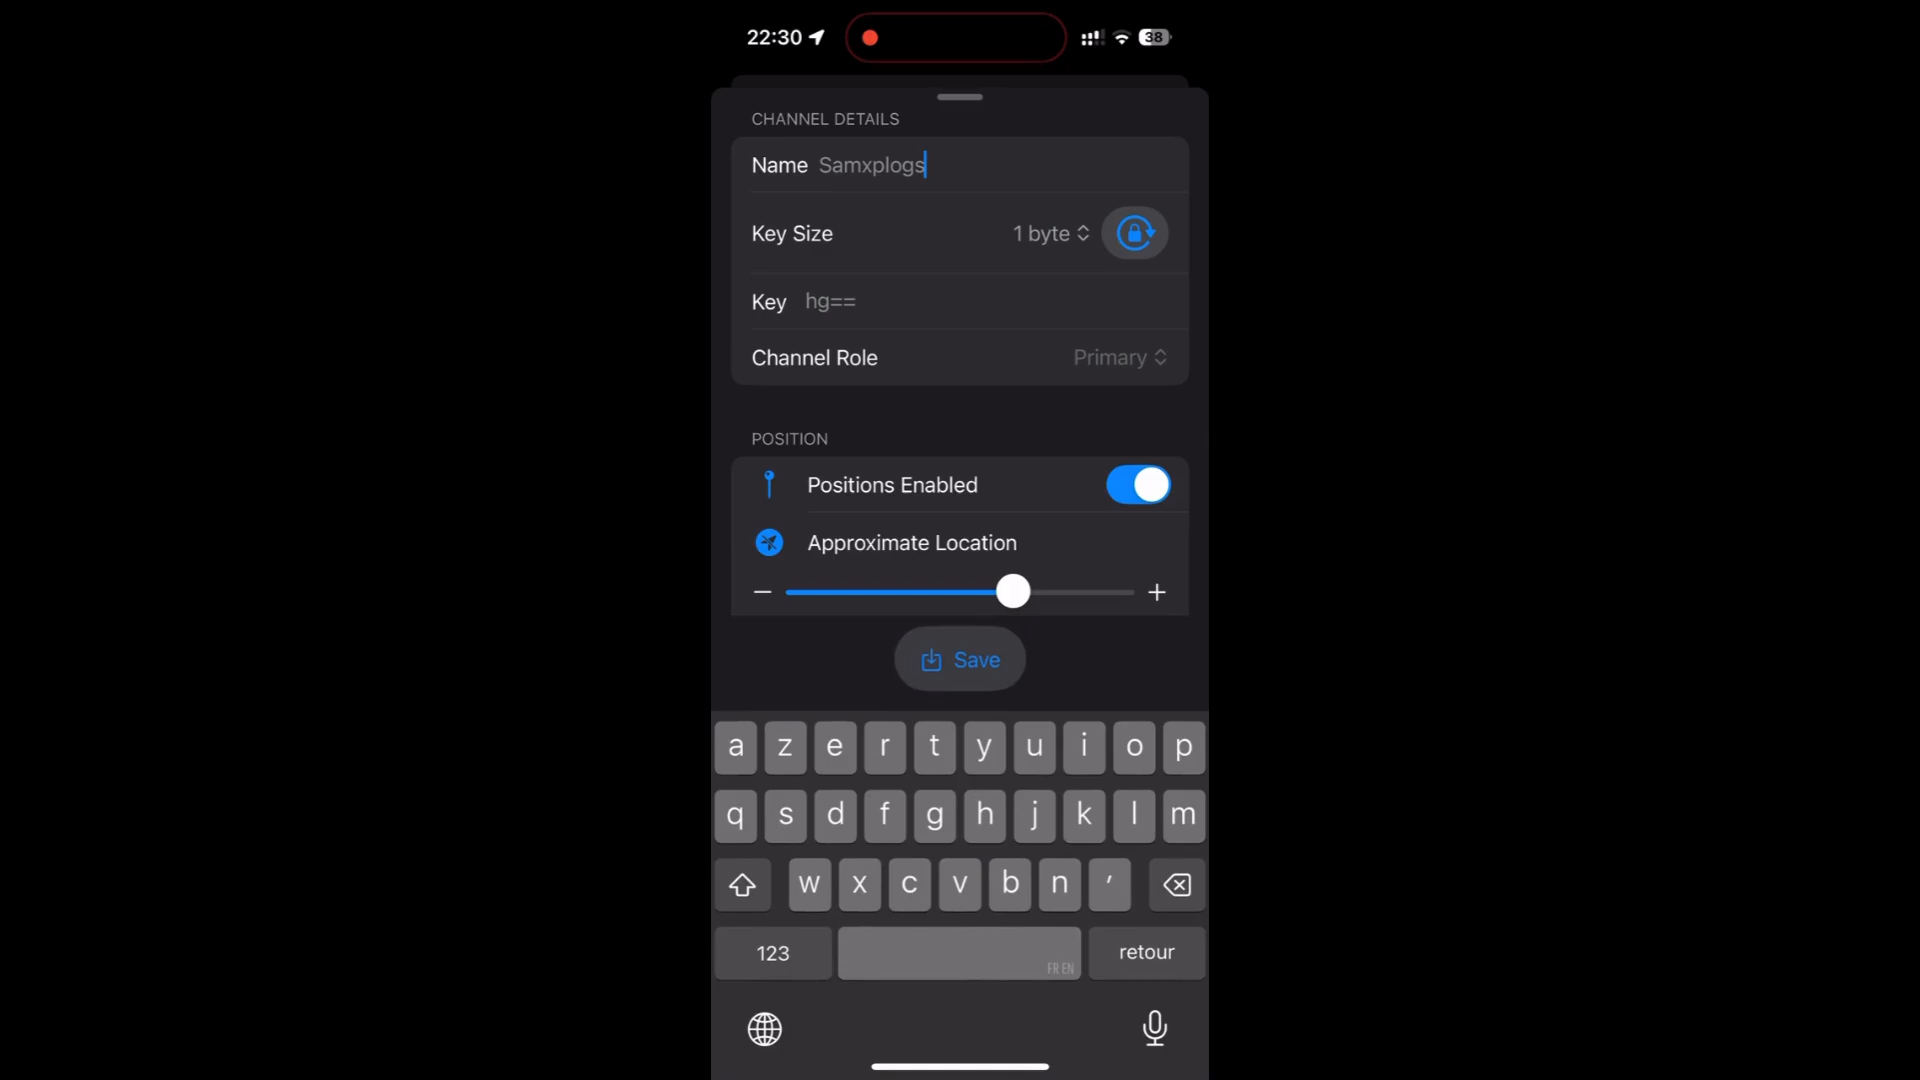 22:30
38
CHANNEL DETAILS
Name Samxplogs
Key Size 1 byte
Key hg==
Channel Role Primary
POSITION
Positions Enabled
Approximate Location
Save
a z e r t y u i o p
q s d f g h j k l m
w x c v b n ′
123 FR EN retour